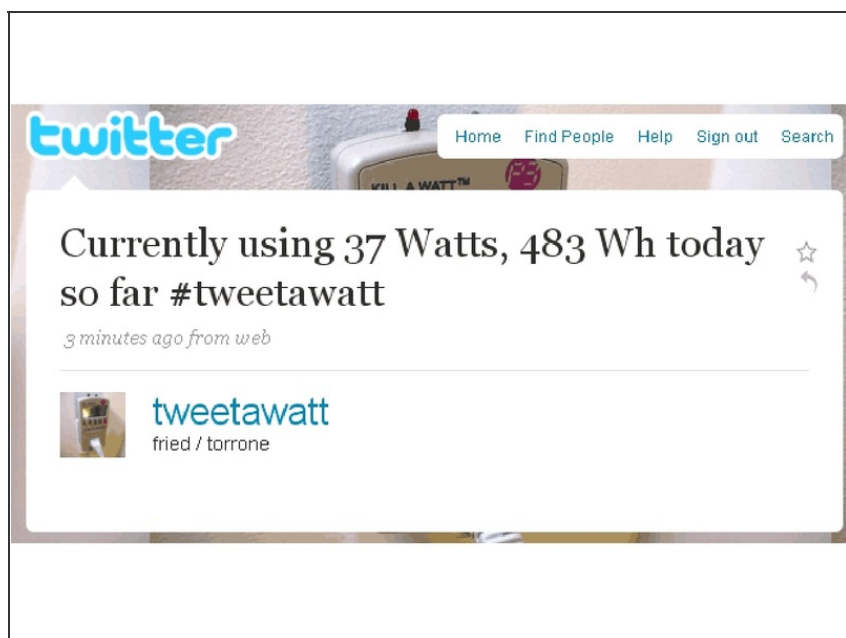 twitter
Home Find People Help Sign out Search
KILL A WATT™
P3
Currently using 37 Watts, 483 Wh today
so far #tweetawatt
3 minutes ago from web
tweetawatt
fried / torrone